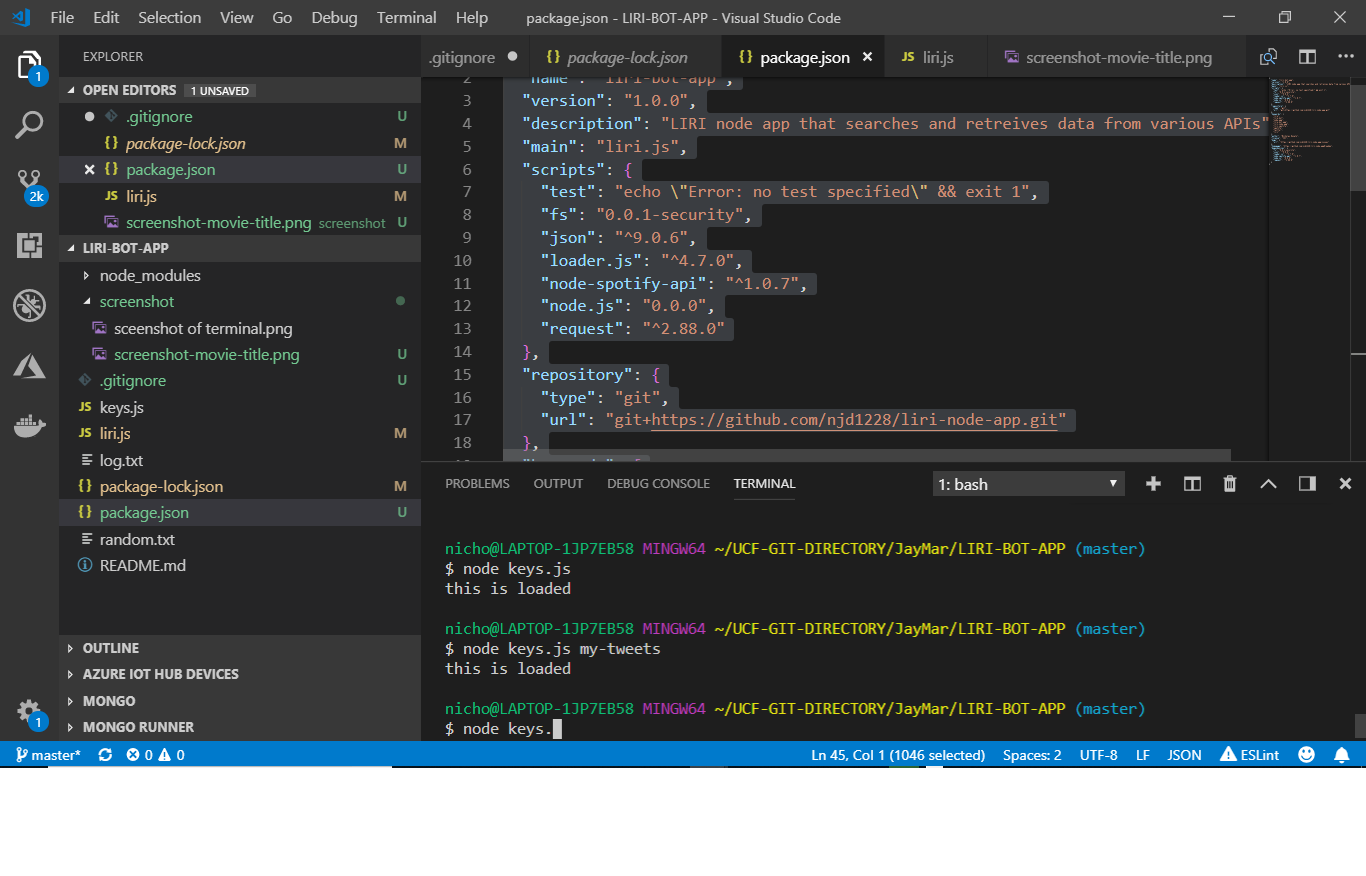 File Edit Selection View Go Debug Terminal Help package.json - LIRI-BOT-APP - Visual Studio Code
EXPLORER
.gitignore
package-lock.json
package.json
JS liri.js
screenshot-movie-title.png
OPEN EDITORS 1 UNSAVED
.gitignore U
{} package-lock.json M
{} package.json U
JS liri.js M
screenshot-movie-title.png screenshot U
LIRI-BOT-APP
node_modules
screenshot
sceenshot of terminal.png
screenshot-movie-title.png U
.gitignore U
JS keys.js
JS liri.js M
log.txt
{} package-lock.json M
{} package.json U
random.txt
README.md
OUTLINE
AZURE IOT HUB DEVICES
MONGO
MONGO RUNNER
1
2k
1
2 "name": "liri-bot-app",
3 "version": "1.0.0",
4 "description": "LIRI node app that searches and retreives data from various APIs"
5 "main": "liri.js",
6 "scripts": {
7 "test": "echo \"Error: no test specified\" && exit 1",
8 "fs": "0.0.1-security",
9 "json": "^9.0.6",
10 "loader.js": "^4.7.0",
11 "node-spotify-api": "^1.0.7",
12 "node.js": "0.0.0",
13 "request": "^2.88.0"
14 },
15 "repository": {
16 "type": "git",
17 "url": "git+https://github.com/njd1228/liri-node-app.git"
18 },
PROBLEMS OUTPUT DEBUG CONSOLE TERMINAL 1: bash
nicho@LAPTOP-1JP7EB58 MINGW64 ~/UCF-GIT-DIRECTORY/JayMar/LIRI-BOT-APP (master)
$ node keys.js
this is loaded
nicho@LAPTOP-1JP7EB58 MINGW64 ~/UCF-GIT-DIRECTORY/JayMar/LIRI-BOT-APP (master)
$ node keys.js my-tweets
this is loaded
nicho@LAPTOP-1JP7EB58 MINGW64 ~/UCF-GIT-DIRECTORY/JayMar/LIRI-BOT-APP (master)
$ node keys.
master* 0 0 Ln 45, Col 1 (1046 selected) Spaces: 2 UTF-8 LF JSON ESLint